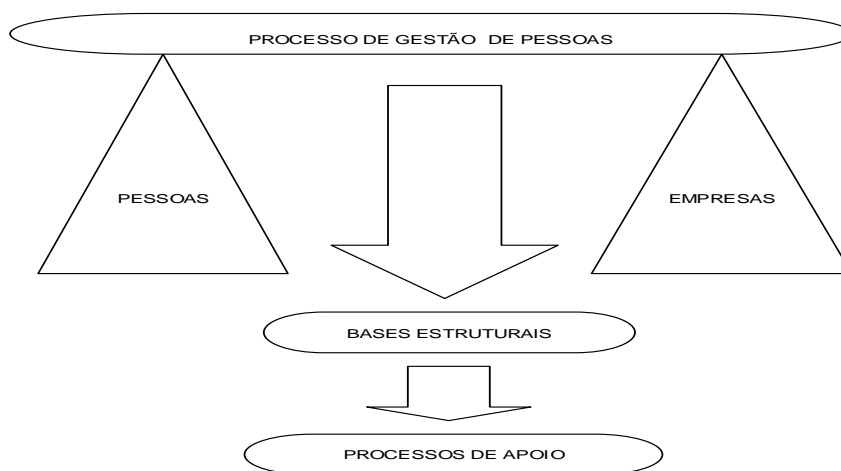 PROCESSO DE GESTÃO DE PESSOAS
PESSOAS
EMPRESAS
BASES ESTRUTURAIS
PROCESSOS DE APOIO